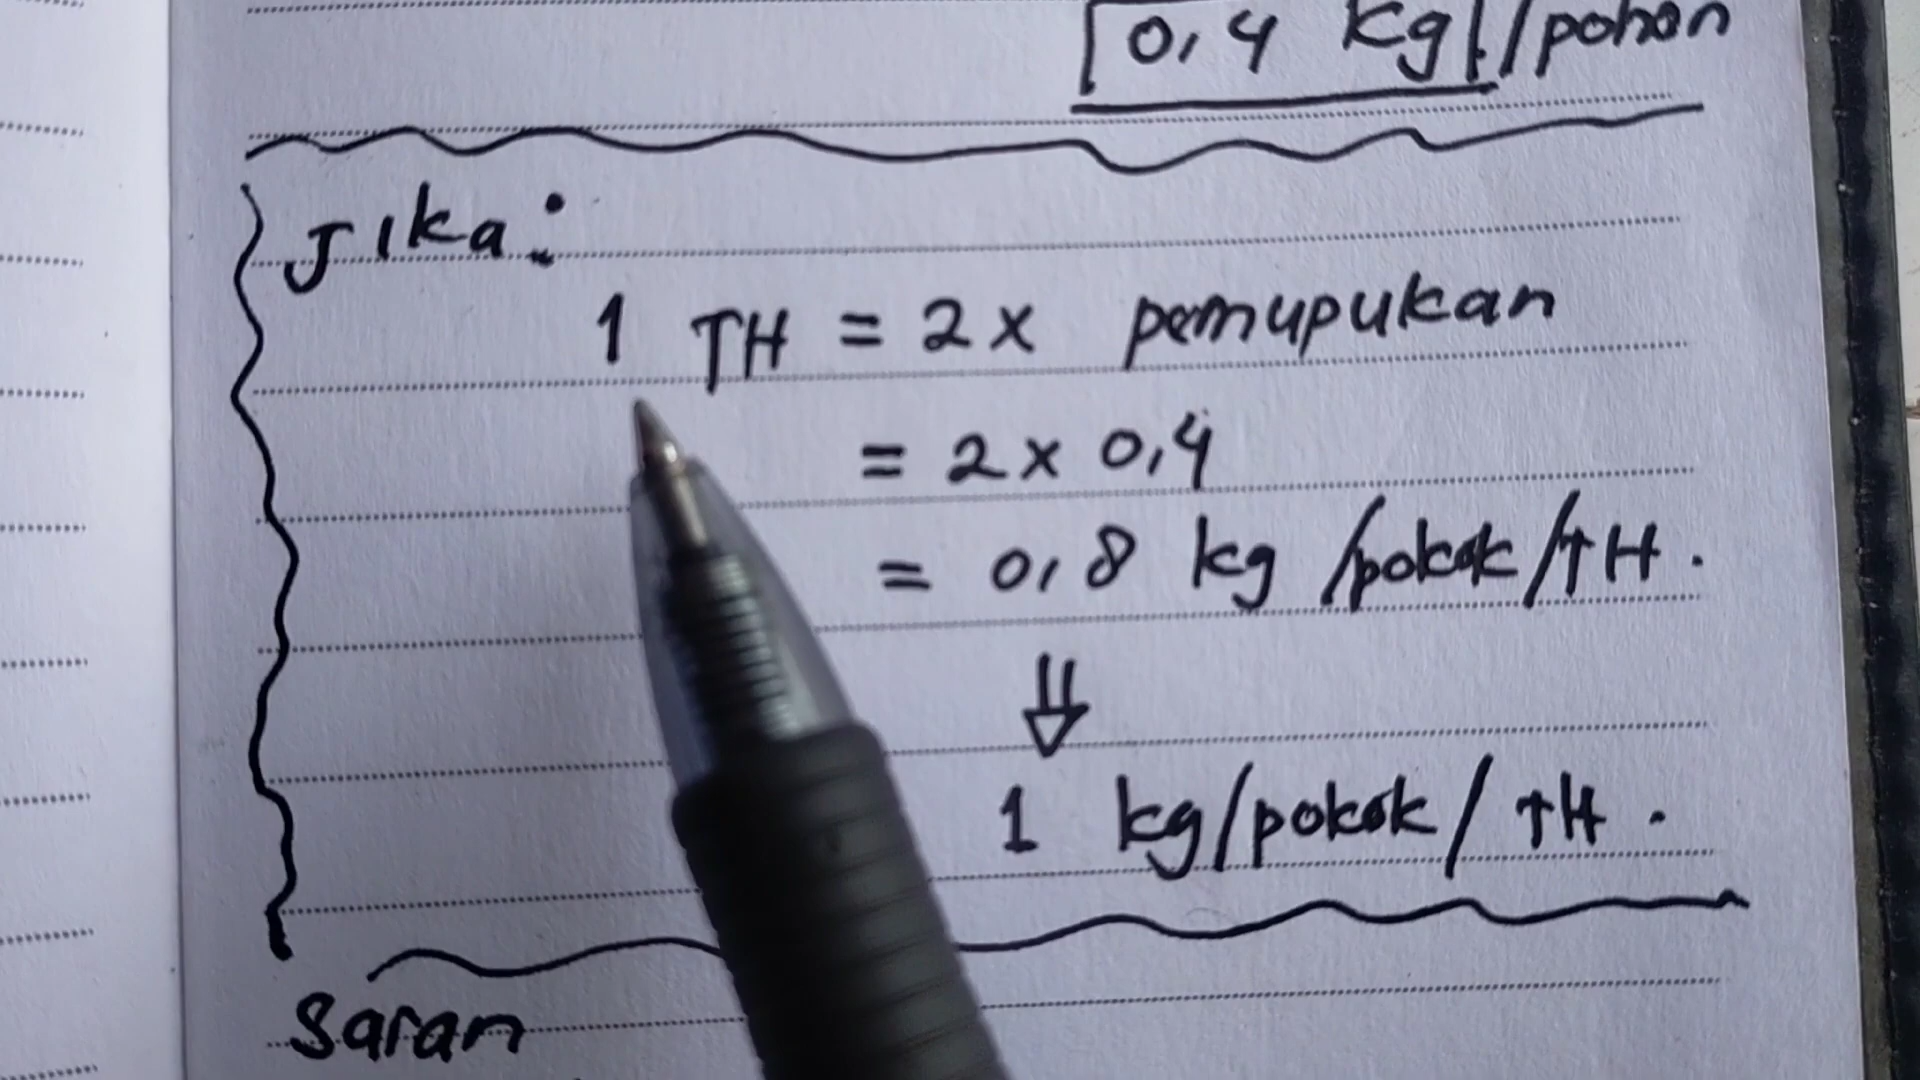 0,4 kg /pohon
Jika :
1 TH = 2 x pemupukan
= 2 x 0,4
= 0,8 kg /pokok/TH .
1 kg/pokok/TH .
Saran